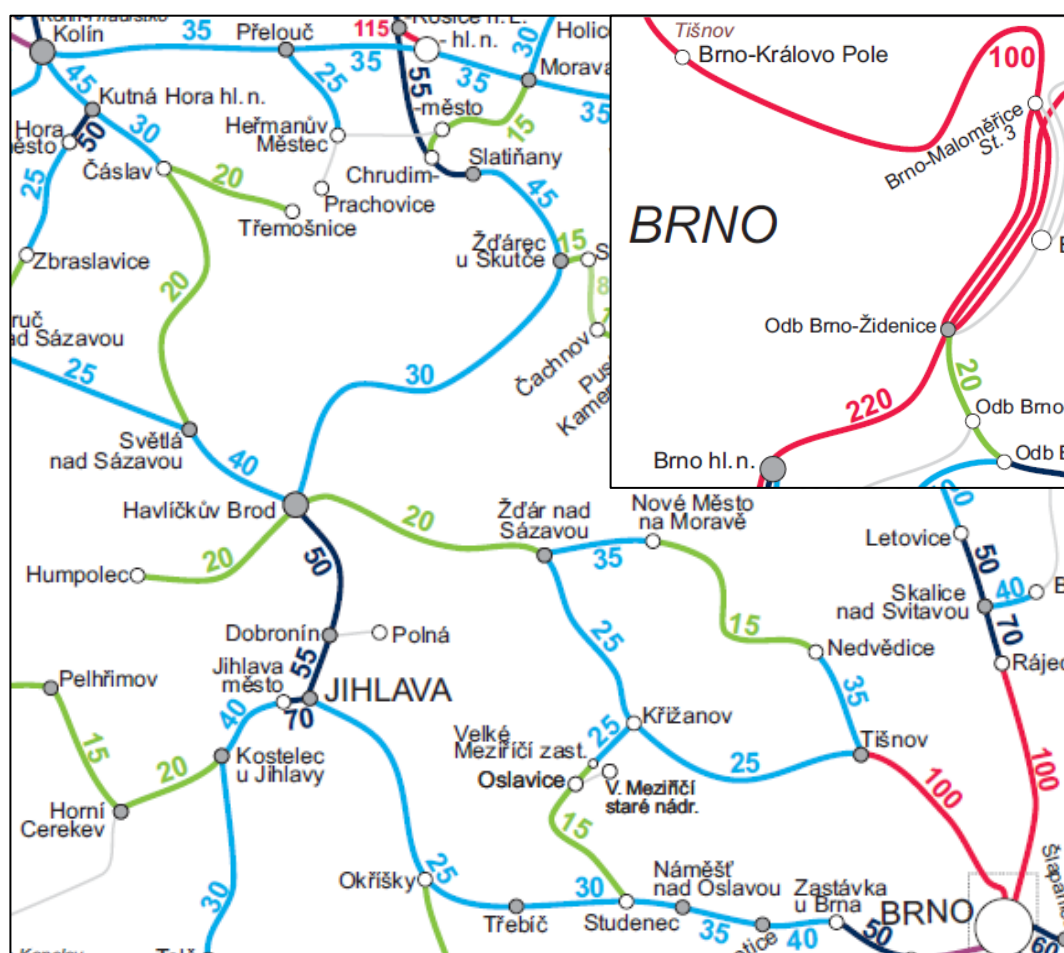 Kolín
35
Přelouč
115
- hl. n.
30
35
35
35
45
Kutná Hora hl. n.
50
30
25
55
-město
15
Heřmanův
Městec
Hora
25
Čáslav
20
Chrudim-
Slatiňany
Prachovice
45
Třemošnice
Zbraslavice
20
Žďárec
u Skutče
15
8
Čachnov
ad Sázavou
25
30
Světlá
nad Sázavou
40
Havlíčkův Brod
20
Humpolec
20
50
Žďár nad
Sázavou
35
Nové Město
na Moravě
15
Nedvědice
35
25
Dobronín
Polná
55
Jihlava
město
JIHLAVA
70
Pelhřimov
40
15
20
Kostelec
u Jihlavy
Horní
Cerekev
30
Křižanov
25
Velké
Meziříčí zast.
Oslavice
V. Meziříčí
staré nádr.
25
Tišnov
100
15
Okříšky
25
Třebíč
30
Studenec
Náměšť
nad Oslavou
35
40
Zastávka
u Brna
50
BRNO
60
Letovice
50
Skalice
nad Svitavou
40
70
100
Tišnov
Brno-Královo Pole
100
Brno-Maloměřice
St. 3
BRNO
Odb Brno-Židenice
20
220
Odb Brno
Brno hl. n.